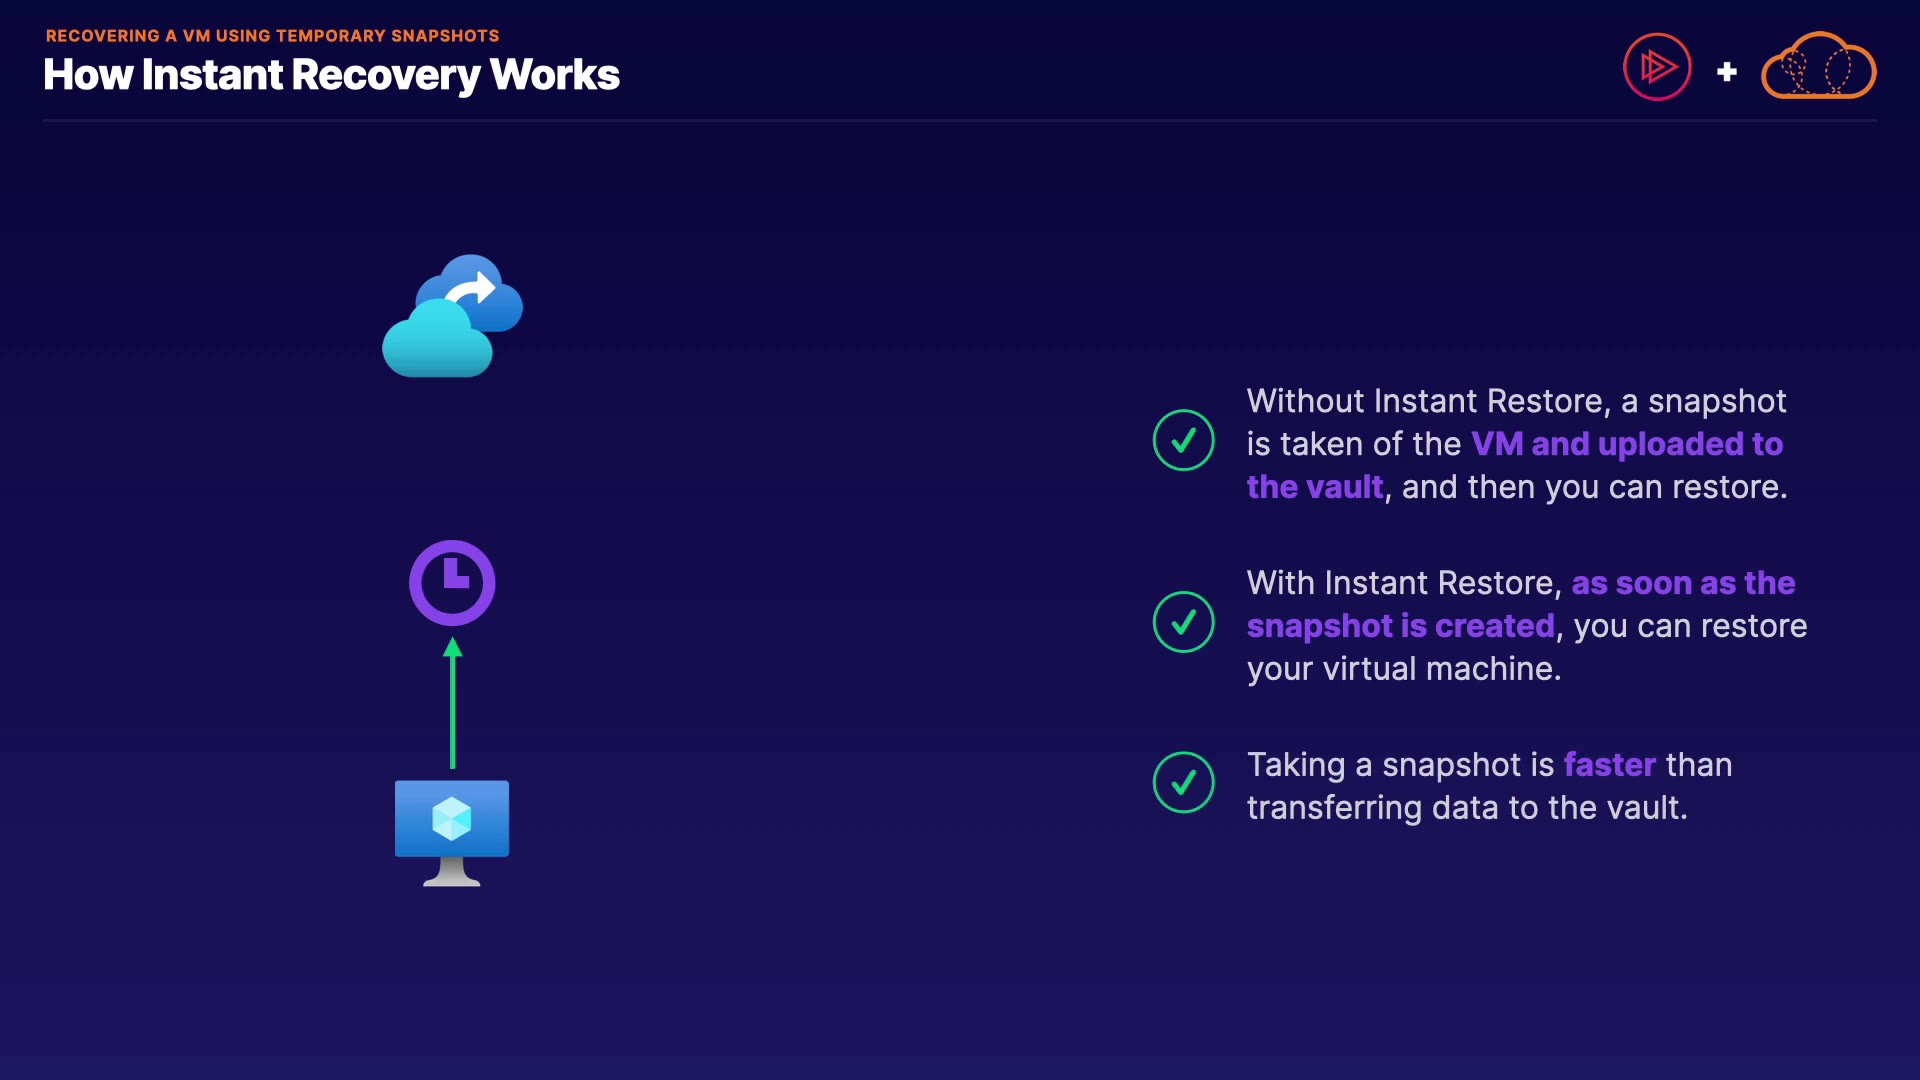 RECOVERING A VM USING TEMPORARY SNAPSHOTS
How Instant Recovery Works
Without Instant Restore, a snapshot
is taken of the VM and uploaded to
the vault, and then you can restore.
With Instant Restore, as soon as the
snapshot is created, you can restore
your virtual machine.
Taking a snapshot is faster than
transferring data to the vault.